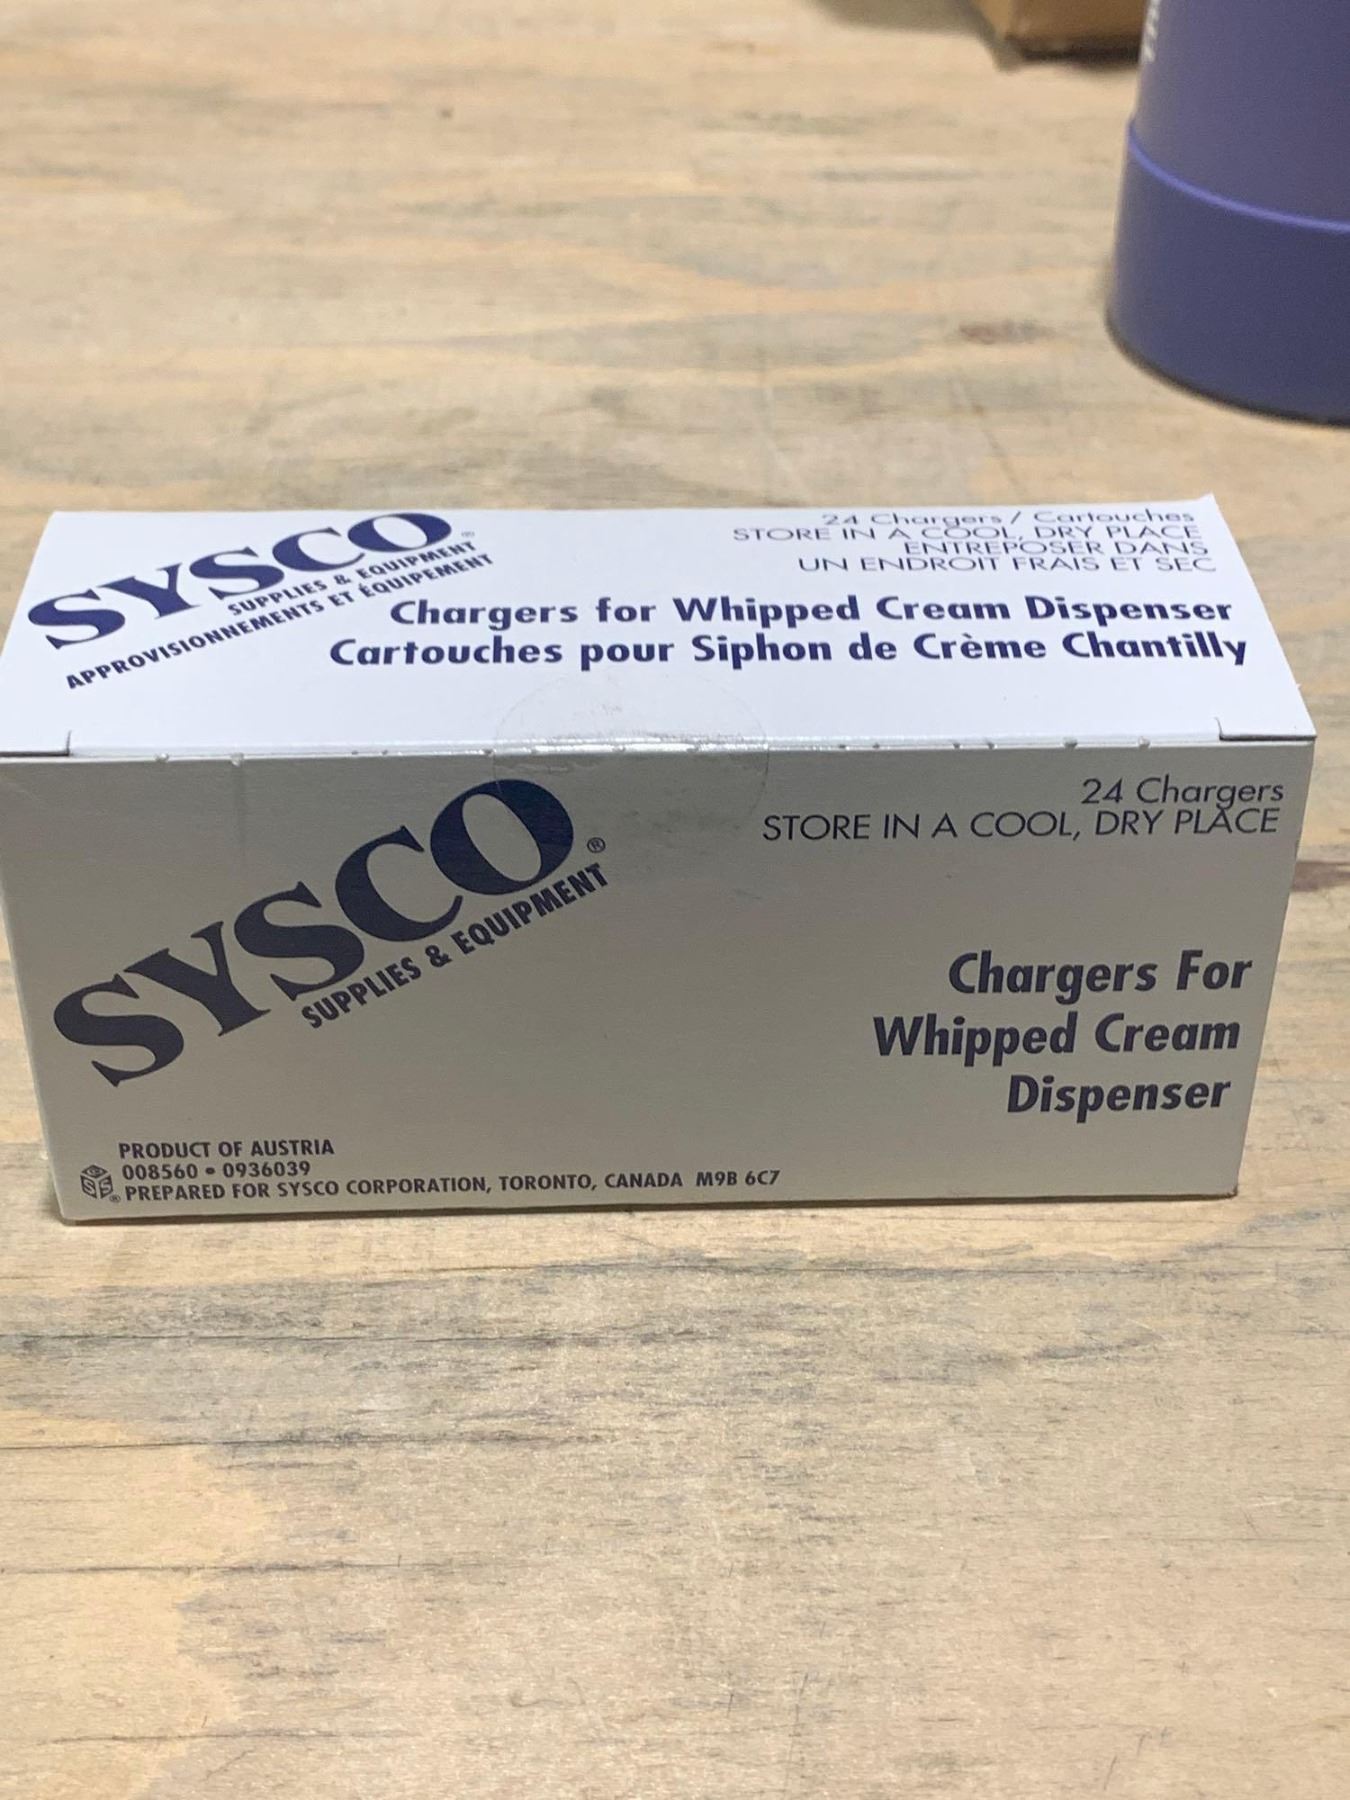 SYSCO®
SUPPLIES & EQUIPMENT
APPROVISIONNEMENTS ET ÉQUIPEMENT
24 Chargers / Cartouches
STORE IN A COOL, DRY PLACE
ENTREPOSER DANS
UN ENDROIT FRAIS ET SEC
Chargers for Whipped Cream Dispenser
Cartouches pour Siphon de Crème Chantilly
SYSCO®
SUPPLIES & EQUIPMENT
24 Chargers
STORE IN A COOL, DRY PLACE
Chargers For
Whipped Cream
Dispenser
PRODUCT OF AUSTRIA
008560 • 0936039
PREPARED FOR SYSCO CORPORATION, TORONTO, CANADA M9B 6C7